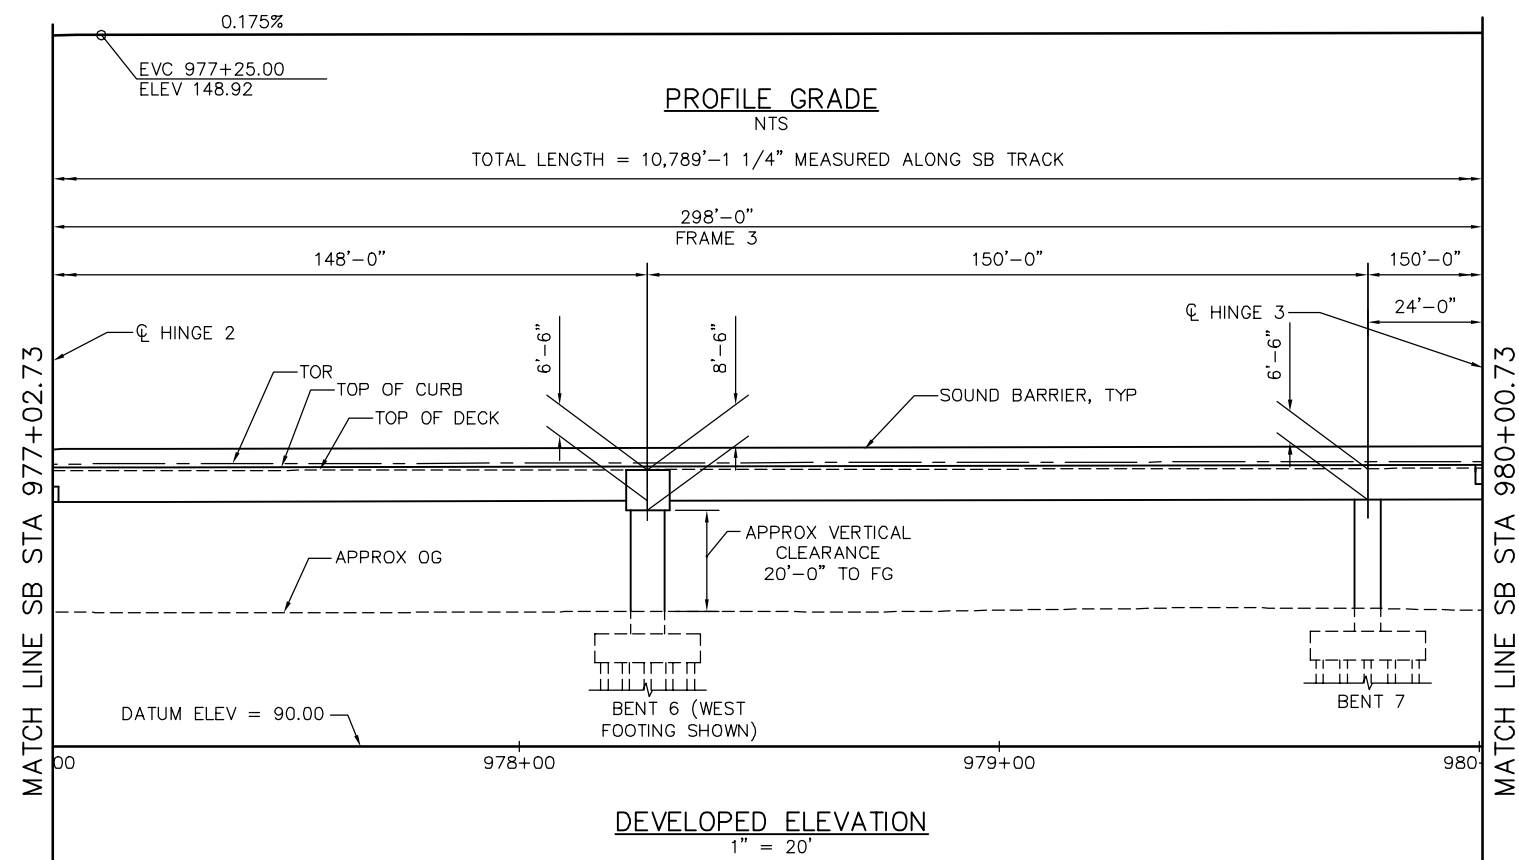 0.175%
EVC 977+25.00
ELEV 148.92
PROFILE GRADE
NTS
TOTAL LENGTH = 10,789'-1 1/4" MEASURED ALONG SB TRACK
298'-0"
FRAME 3
148'-0"
150'-0"
150'-0"
24'-0"
℄ HINGE 2
℄ HINGE 3
6'-6"
8'-6"
6'-6"
TOR
TOP OF CURB
TOP OF DECK
SOUND BARRIER, TYP
MATCH LINE SB STA 977+02.73
MATCH LINE SB STA 980+00.73
APPROX OG
APPROX VERTICAL
CLEARANCE
20'-0" TO FG
BENT 6 (WEST
FOOTING SHOWN)
BENT 7
DATUM ELEV = 90.00
00
978+00
979+00
980
DEVELOPED ELEVATION
1" = 20'